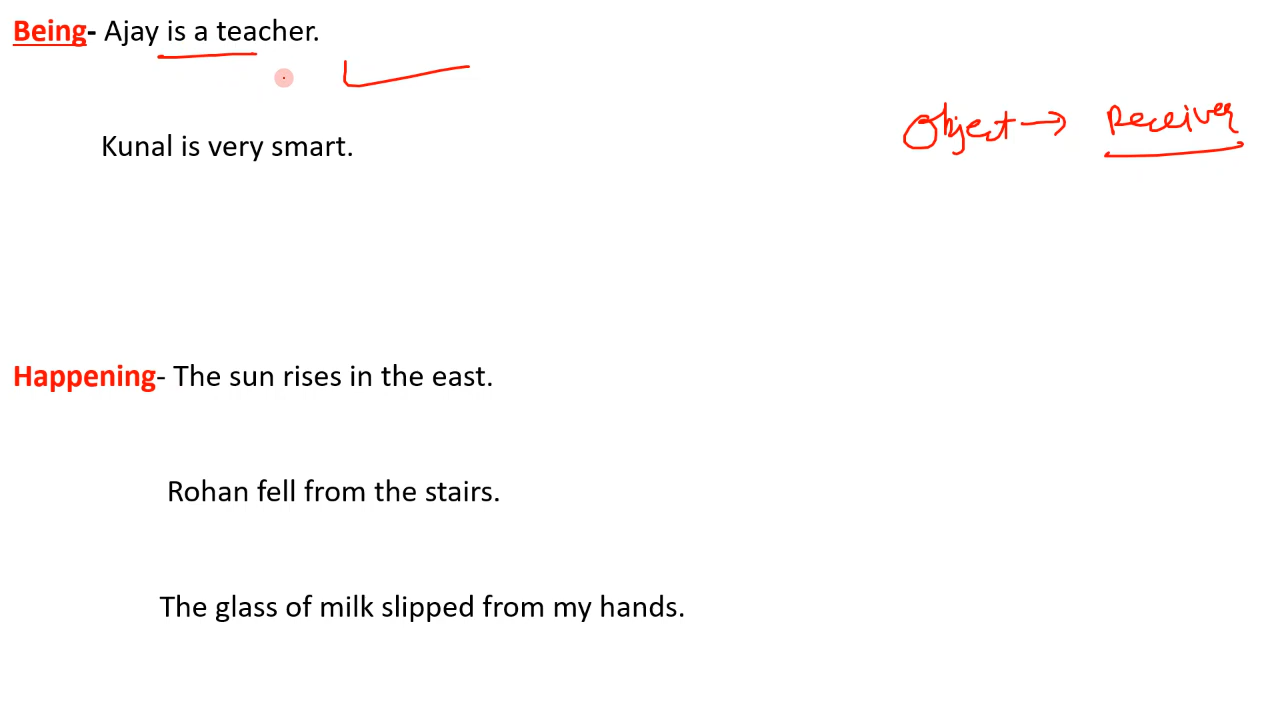 Being- Ajay is a teacher.
Object → Receiver
Kunal is very smart.
Happening- The sun rises in the east.
Rohan fell from the stairs.
The glass of milk slipped from my hands.